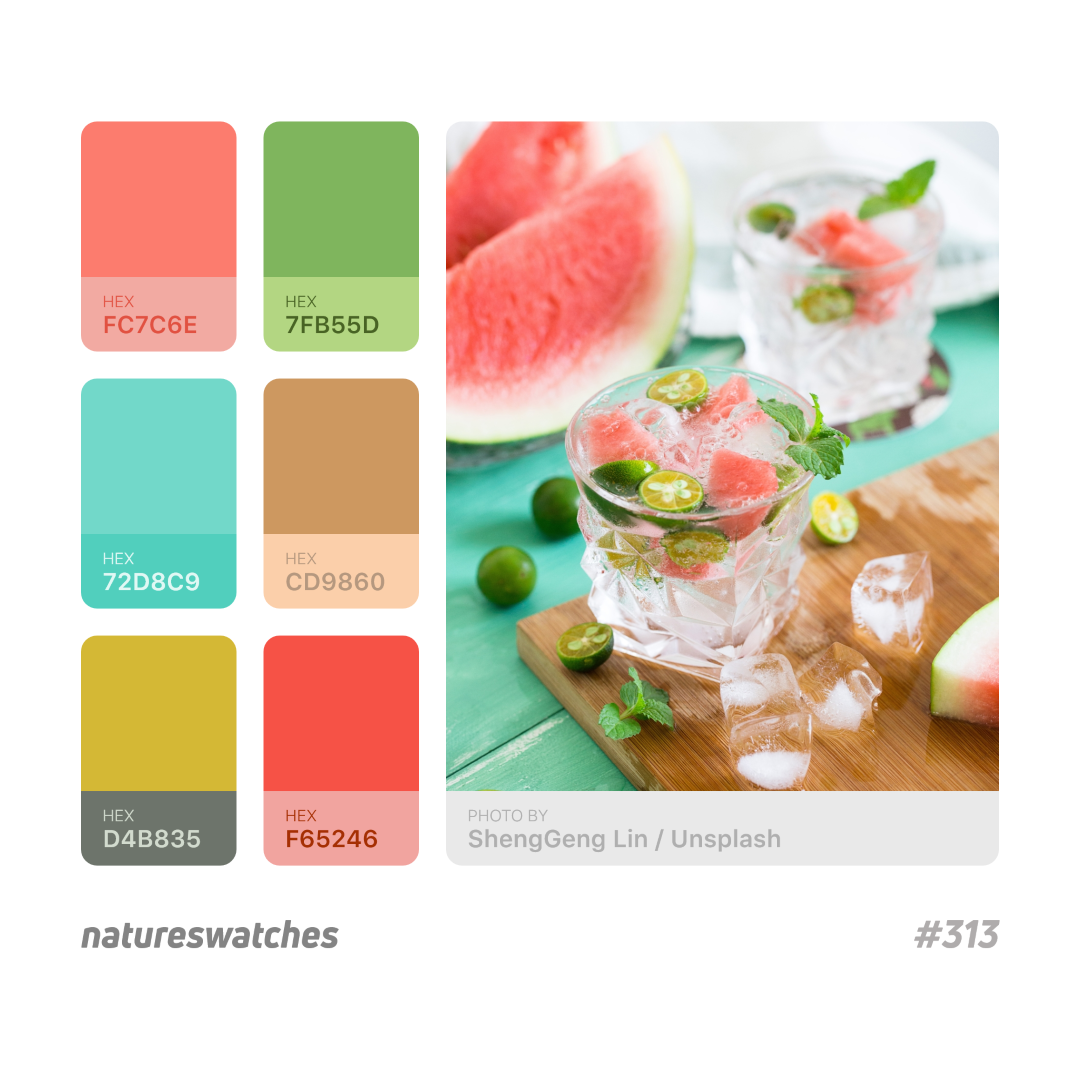 HEX
FC7C6E
HEX
7FB55D
HEX
72D8C9
HEX
CD9860
HEX
D4B835
HEX
F65246
PHOTO BY
ShengGeng Lin / Unsplash
natureswatches
#313